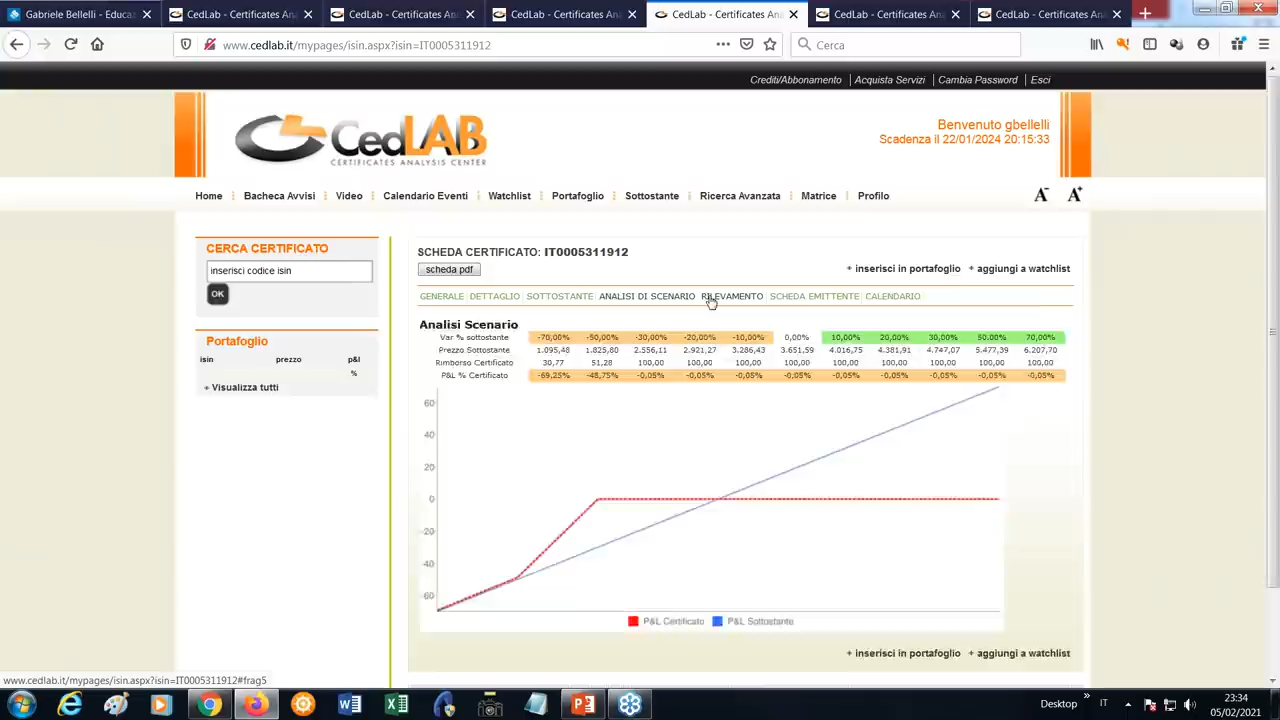 Abele - Educaz
CedLab - Certificates Analysis
CedLab - Certificates Analysis
CedLab - Certificates Analysis
CedLab - Certificates Analysis C
CedLab - Certificates Analysis
CedLab - Certificates Analysis C
www.cedlab.it/mypages/isin.aspx?isin=IT0005311912
Cerca
Crediti/Abbonamento | Acquista Servizi | Cambia Password | Esci
CedLAB
CERTIFICATES ANALYSIS CENTER
Benvenuto gbellelli
Scadenza il 22/01/2024 20:15:33
Home Bacheca Avvisi Video Calendario Eventi Watchlist Portafoglio Sottostante Ricerca Avanzata Matrice Profilo A- A+
CERCA CERTIFICATO
inserisci codice isin
OK
Portafoglio
isin prezzo p&l %
+ Visualizza tutti
SCHEDA CERTIFICATO: IT0005311912
scheda pdf
+ inserisci in portafoglio + aggiungi a watchlist
GENERALE DETTAGLIO SOTTOSTANTE ANALISI DI SCENARIO RILEVAMENTO SCHEDA EMITTENTE CALENDARIO
Analisi Scenario
Var % sottostante -70,00% -50,00% -30,00% -20,00% -10,00% 0,00% 10,00% 20,00% 30,00% 50,00% 70,00%
Prezzo Sottostante 1.095,48 1.825,80 2.556,11 2.921,27 3.286,43 3.651,59 4.016,75 4.381,91 4.747,07 5.477,39 6.207,70
Rimborso Certificato 30,77 51,28 100,00 100,00 100,00 100,00 100,00 100,00 100,00 100,00 100,00
P&L % Certificato -69,25% -48,75% -0,05% -0,05% -0,05% -0,05% -0,05% -0,05% -0,05% -0,05% -0,05%
60
40
20
0
-20
-40
-60
P&L Certificato P&L Sottostante
+ inserisci in portafoglio + aggiungi a watchlist
www.cedlab.it/mypages/isin.aspx?isin=IT0005311912#frag5
Desktop IT
23:34
05/02/2021